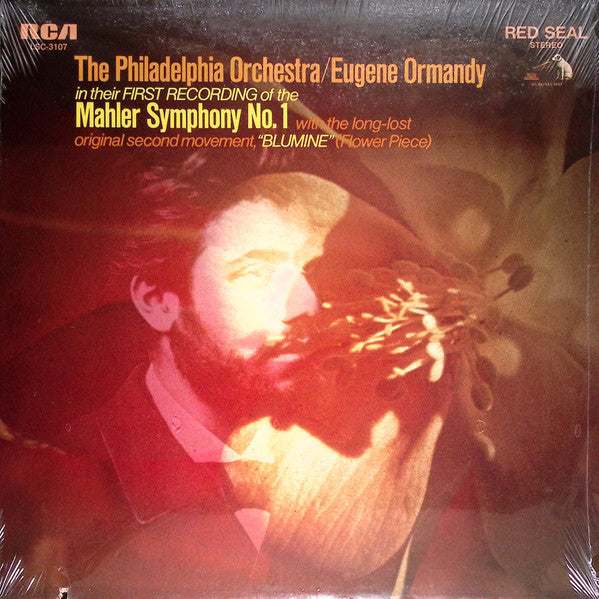 RCA
LSC-3107
RED SEAL
STEREO
The Philadelphia Orchestra/Eugene Ormandy
in their FIRST RECORDING of the
Mahler Symphony No. 1 with the long-lost
original second movement, "BLUMINE" (Flower Piece)